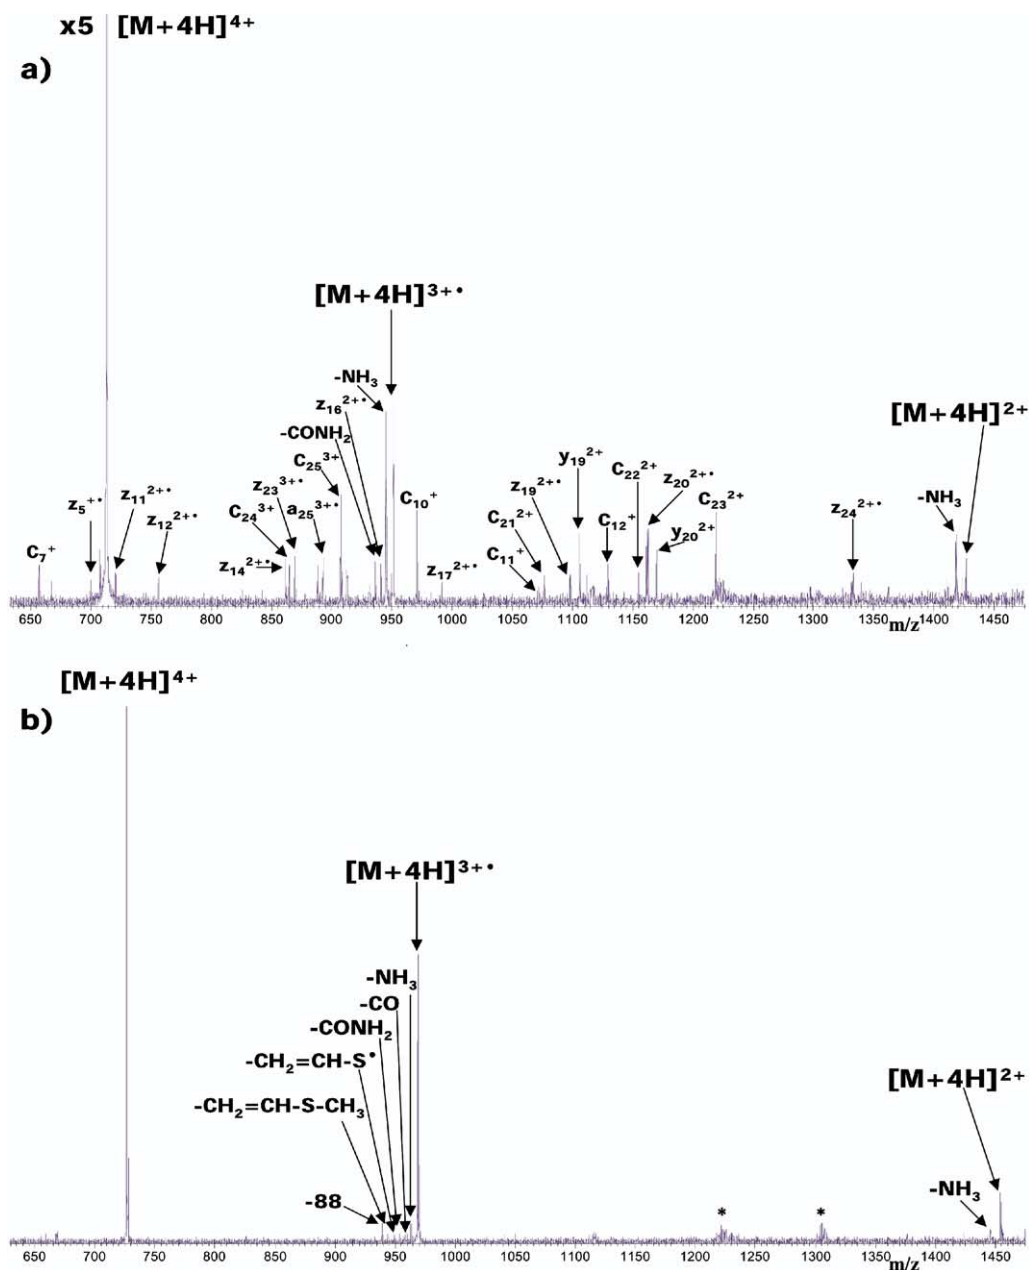 x5 [M+4H]⁴⁺
a)
[M+4H]³⁺•
-NH₃
z₁₆²⁺•
-CONH₂
C₂₅³⁺
z₂₃³⁺•
a₂₅³⁺•
C₂₄³⁺
z₁₄²⁺•
z₅⁺•
z₁₁²⁺•
z₁₂²⁺•
C₇⁺
C₁₀⁺
z₁₇²⁺•
y₁₉²⁺
z₁₉²⁺•
C₂₁²⁺
C₁₁⁺
C₁₂⁺
C₂₂²⁺
z₂₀²⁺•
y₂₀²⁺
C₂₃²⁺
z₂₄²⁺•
[M+4H]²⁺
-NH₃
650 700 750 800 850 900 950 1000 1050 1100 1150 1200 1250 1300 1350 1400 1450
m/z
[M+4H]⁴⁺
b)
[M+4H]³⁺•
-NH₃
-CO
-CONH₂
-CH₂=CH-S•
-CH₂=CH-S-CH₃
-88
* *
[M+4H]²⁺
-NH₃
650 700 750 800 850 900 950 1000 1050 1100 1150 1200 1250 1300 1350 1400 1450
m/z